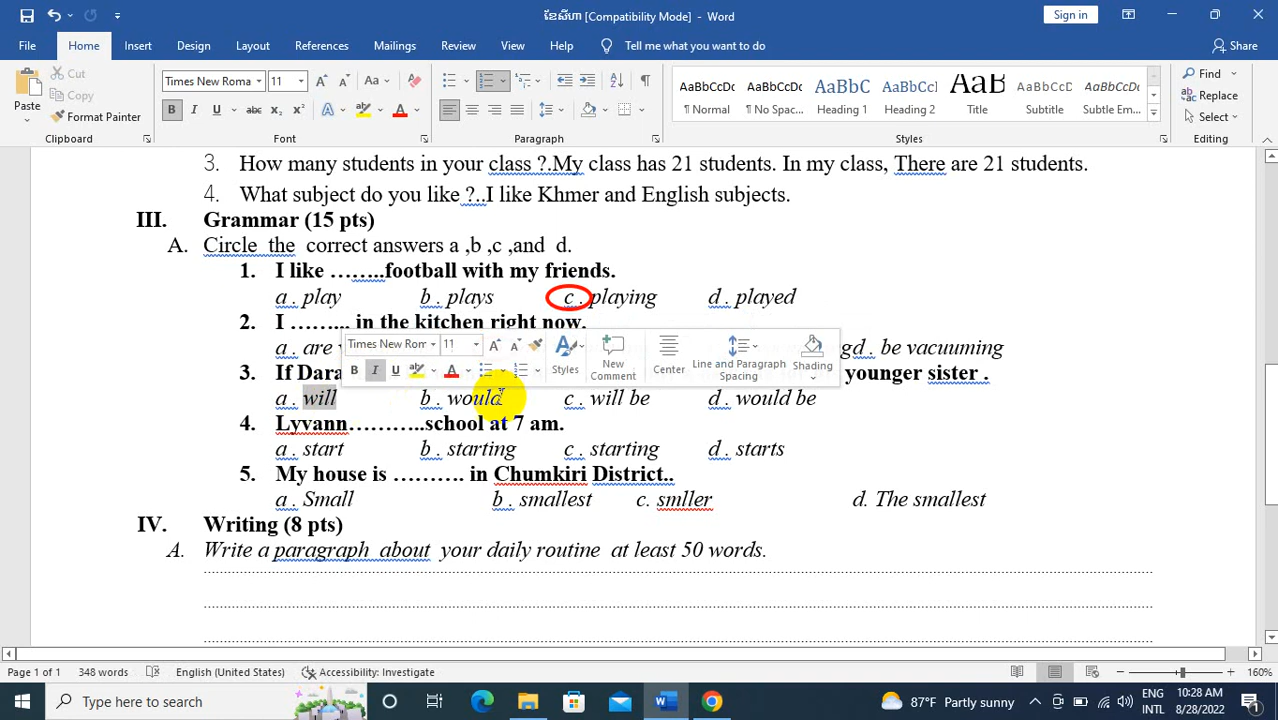 ខែសីហា [Compatibility Mode] - Word
Sign in
File Home Insert Design Layout References Mailings Review View Help Tell me what you want to do Share
Paste
Cut
Copy
Format Painter
Clipboard
Times New Roma 11
Font
Paragraph
AaBbCcDc AaBbCcDc AaBbC AaBbCcD AaB AaBbCcD AaBbCcDc
¶ Normal ¶ No Spac... Heading 1 Heading 2 Title Subtitle Subtle Em...
Styles
Find
Replace
Select
Editing
3. How many students in your class ?.My class has 21 students. In my class, There are 21 students.
4. What subject do you like ?..I like Khmer and English subjects.
III. Grammar (15 pts)
A. Circle the correct answers a ,b ,c ,and d.
1. I like ……..football with my friends.
a . play b . plays c . playing d . played
2. I ……... in the kitchen right now.
a . are d . be vacuuming
Times New Rom 11
Styles New Comment Center Line and Paragraph Spacing Shading
3. If Dara younger sister .
a . will b . would c . will be d . would be
4. Lyvann………..school at 7 am.
a . start b . starting c . starting d . starts
5. My house is ………. in Chumkiri District..
a . Small b . smallest c. smller d. The smallest
IV. Writing (8 pts)
A. Write a paragraph about your daily routine at least 50 words.
Page 1 of 1 348 words English (United States) Accessibility: Investigate 160%
Type here to search
87°F Partly sunny
ENG
INTL
10:28 AM
8/28/2022